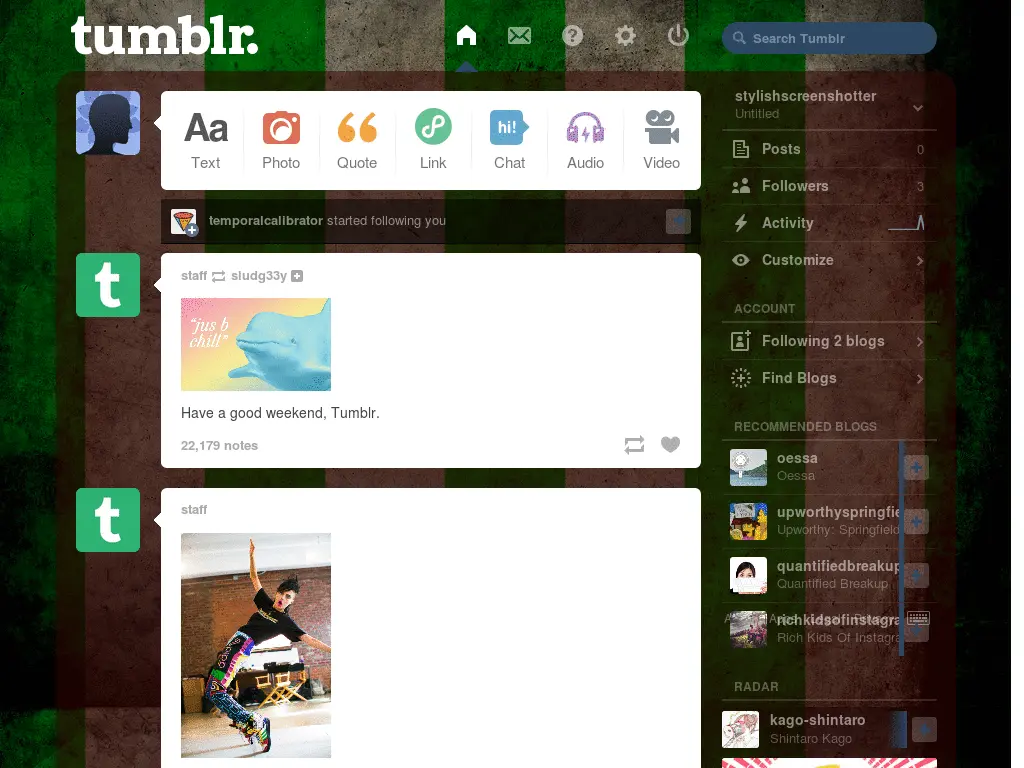 tumblr.
Search Tumblr
Aa
hi!
Text
Photo
Quote
Link
Chat
Audio
Video
temporalcalibrator started following you
t
staff sludg33y
"jus b
chill"
Have a good weekend, Tumblr.
22,179 notes
t
staff
stylishscreenshotter
Untitled
Posts 0
Followers 3
Activity
Customize
ACCOUNT
Following 2 blogs
Find Blogs
RECOMMENDED BLOGS
oessa
Oessa
upworthyspringfie
Upworthy: Springfield
quantifiedbreakup
Quantified Breakup
richkidsofinstagra
Rich Kids Of Instagra
RADAR
kago-shintaro
Shintaro Kago